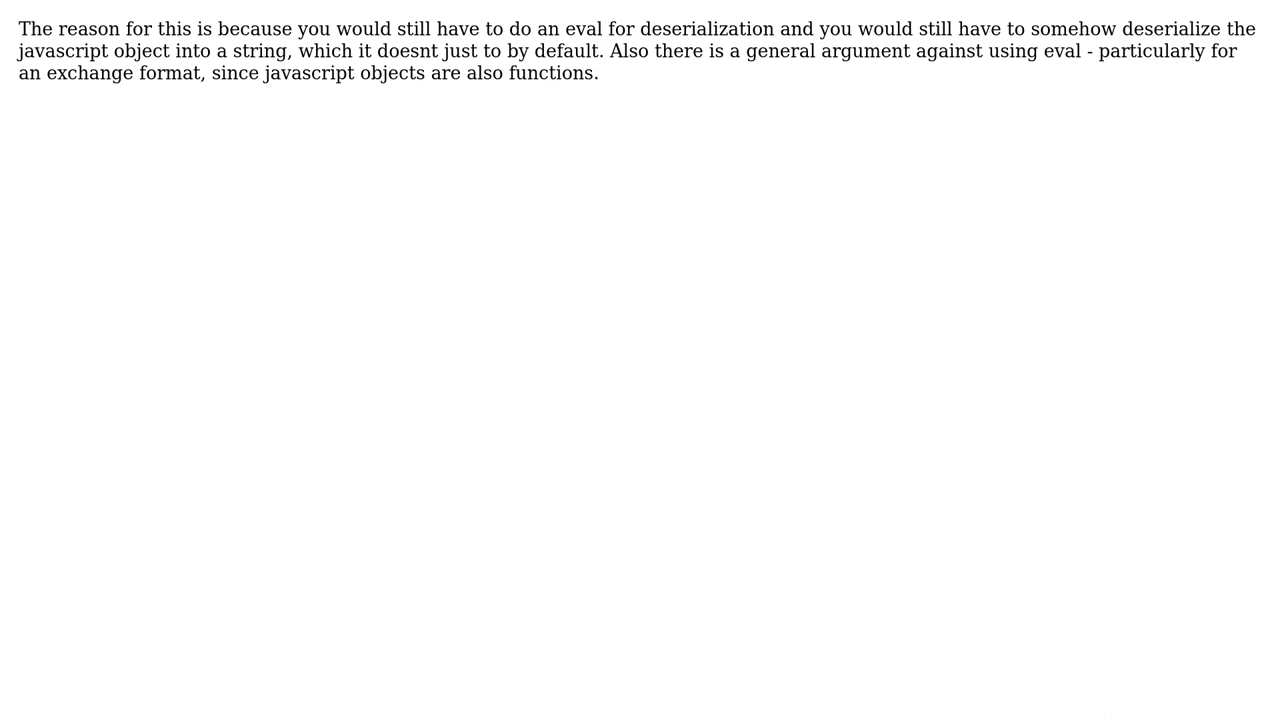 The reason for this is because you would still have to do an eval for deserialization and you would still have to somehow deserialize the
javascript object into a string, which it doesnt just to by default. Also there is a general argument against using eval - particularly for
an exchange format, since javascript objects are also functions.